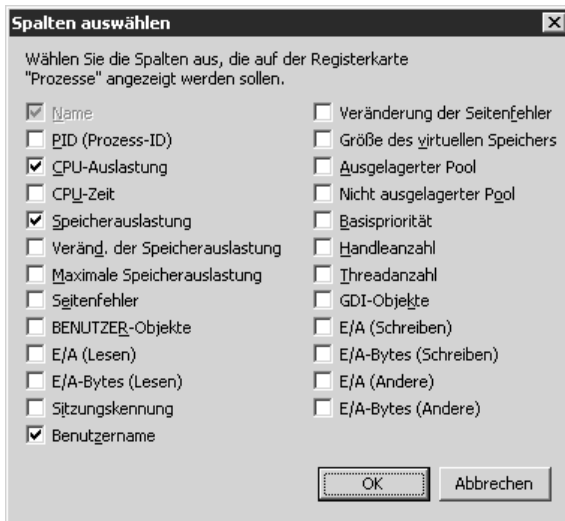 Spalten auswählen
Wählen Sie die Spalten aus, die auf der Registerkarte
"Prozesse" angezeigt werden sollen.
Name
PID (Prozess-ID)
CPU-Auslastung
CPU-Zeit
Speicherauslastung
Veränd. der Speicherauslastung
Maximale Speicherauslastung
Seitenfehler
BENUTZER-Objekte
E/A (Lesen)
E/A-Bytes (Lesen)
Sitzungskennung
Benutzername
Veränderung der Seitenfehler
Größe des virtuellen Speichers
Ausgelagerter Pool
Nicht ausgelagerter Pool
Basispriorität
Handleanzahl
Threadanzahl
GDI-Objekte
E/A (Schreiben)
E/A-Bytes (Schreiben)
E/A (Andere)
E/A-Bytes (Andere)
OK
Abbrechen